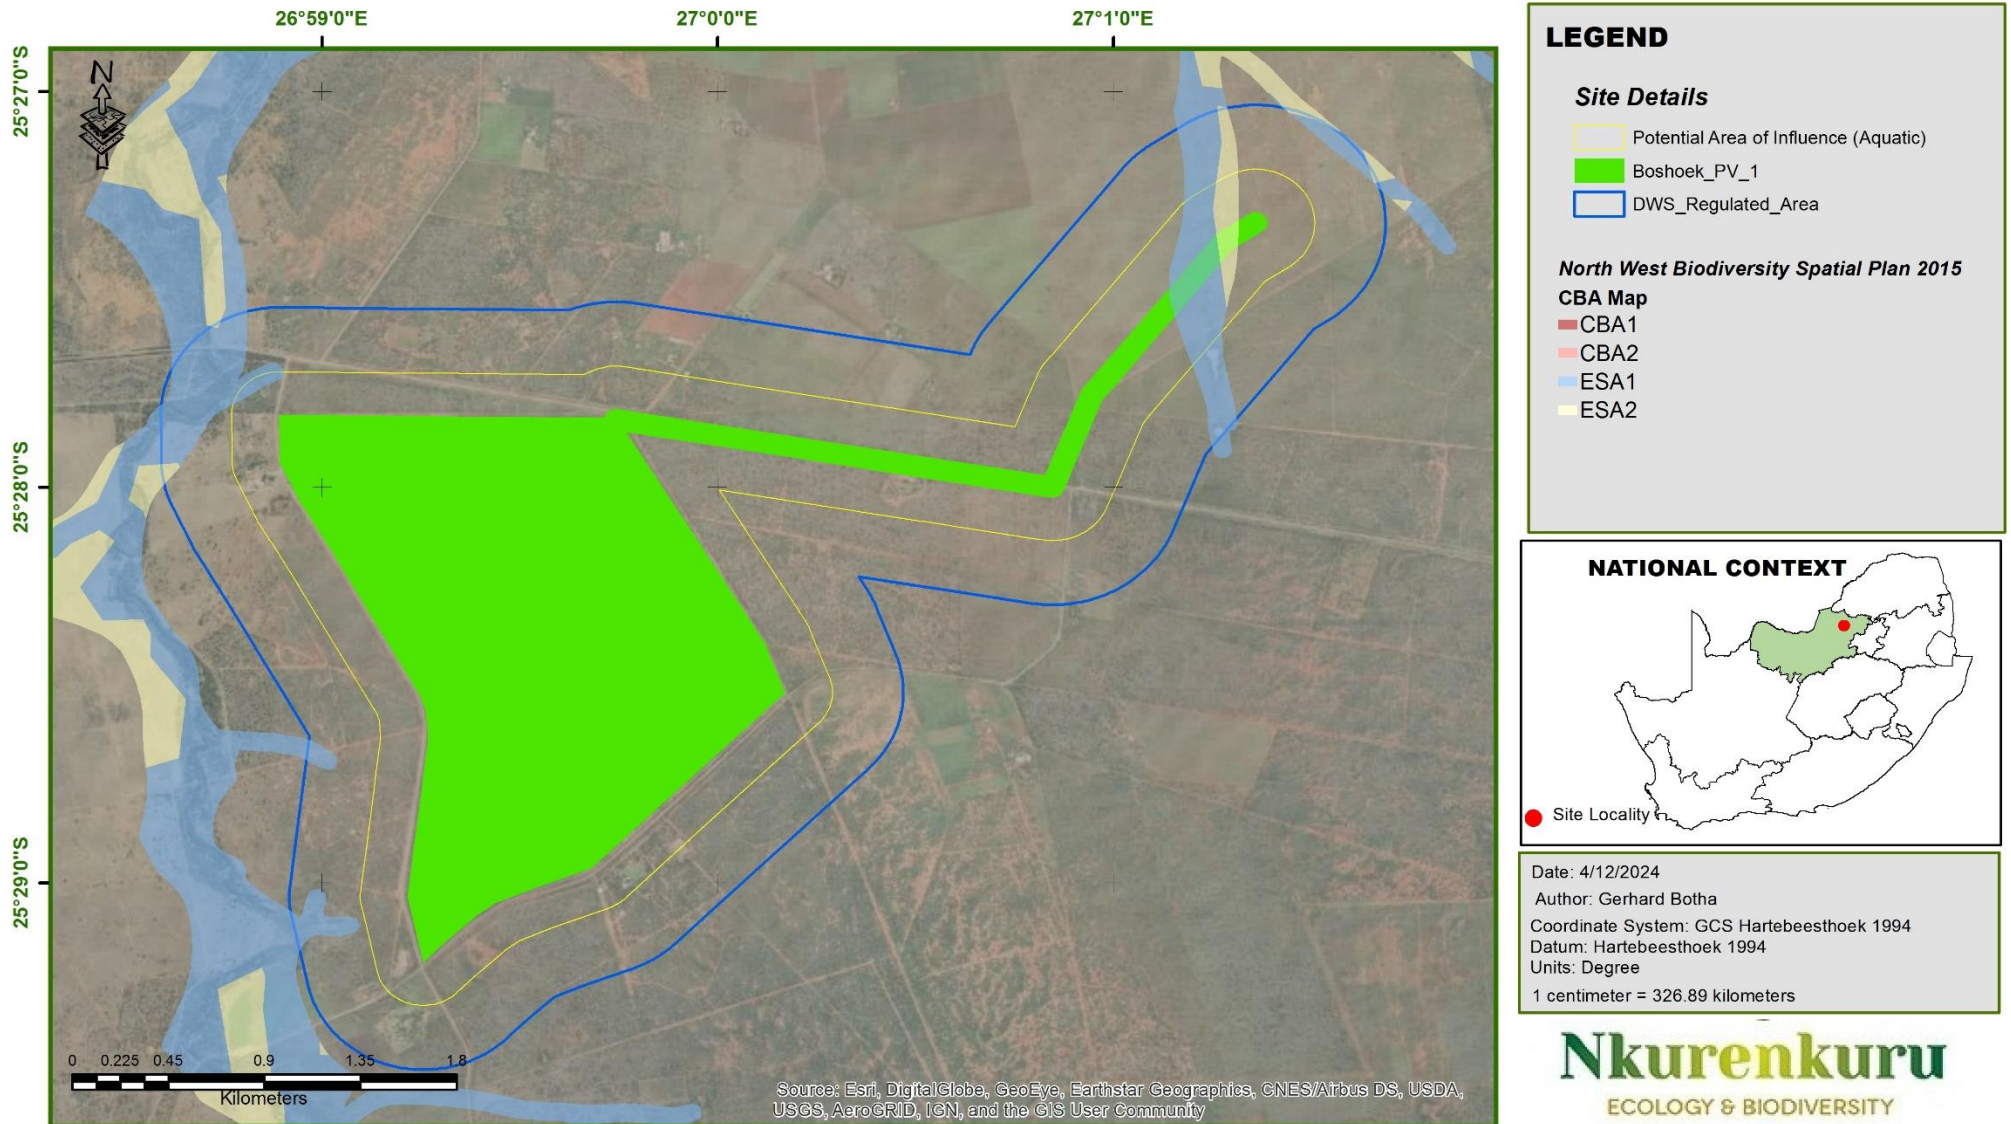 26°59'0"E
27°0'0"E
27°1'0"E
25°27'0"S
25°28'0"S
25°29'0"S
N
0 0.225 0.45 0.9 1.35 1.8
Kilometers
Source: Esri, DigitalGlobe, GeoEye, Earthstar Geographics, CNES/Airbus DS, USDA,
USGS, AeroGRID, IGN, and the GIS User Community
LEGEND
Site Details
Potential Area of Influence (Aquatic)
Boshoek_PV_1
DWS_Regulated_Area
North West Biodiversity Spatial Plan 2015
CBA Map
CBA1
CBA2
ESA1
ESA2
NATIONAL CONTEXT
Site Locality
Date: 4/12/2024
Author: Gerhard Botha
Coordinate System: GCS Hartebeesthoek 1994
Datum: Hartebeesthoek 1994
Units: Degree
1 centimeter = 326.89 kilometers
Nkurenkuru
ECOLOGY & BIODIVERSITY